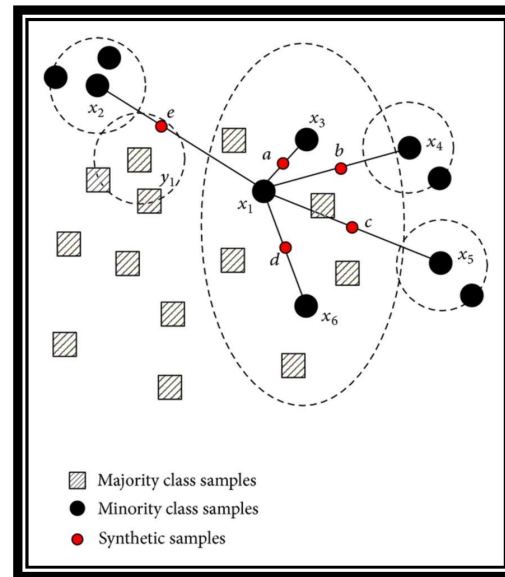 e
x₂
x₃
a
b
x₄
y₁
x₁
c
d
x₅
x₆
Majority class samples
Minority class samples
Synthetic samples